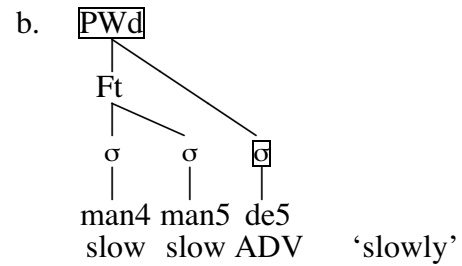 b. PWd
Ft
σ σ σ
man4 man5 de5
slow slow ADV ‘slowly’